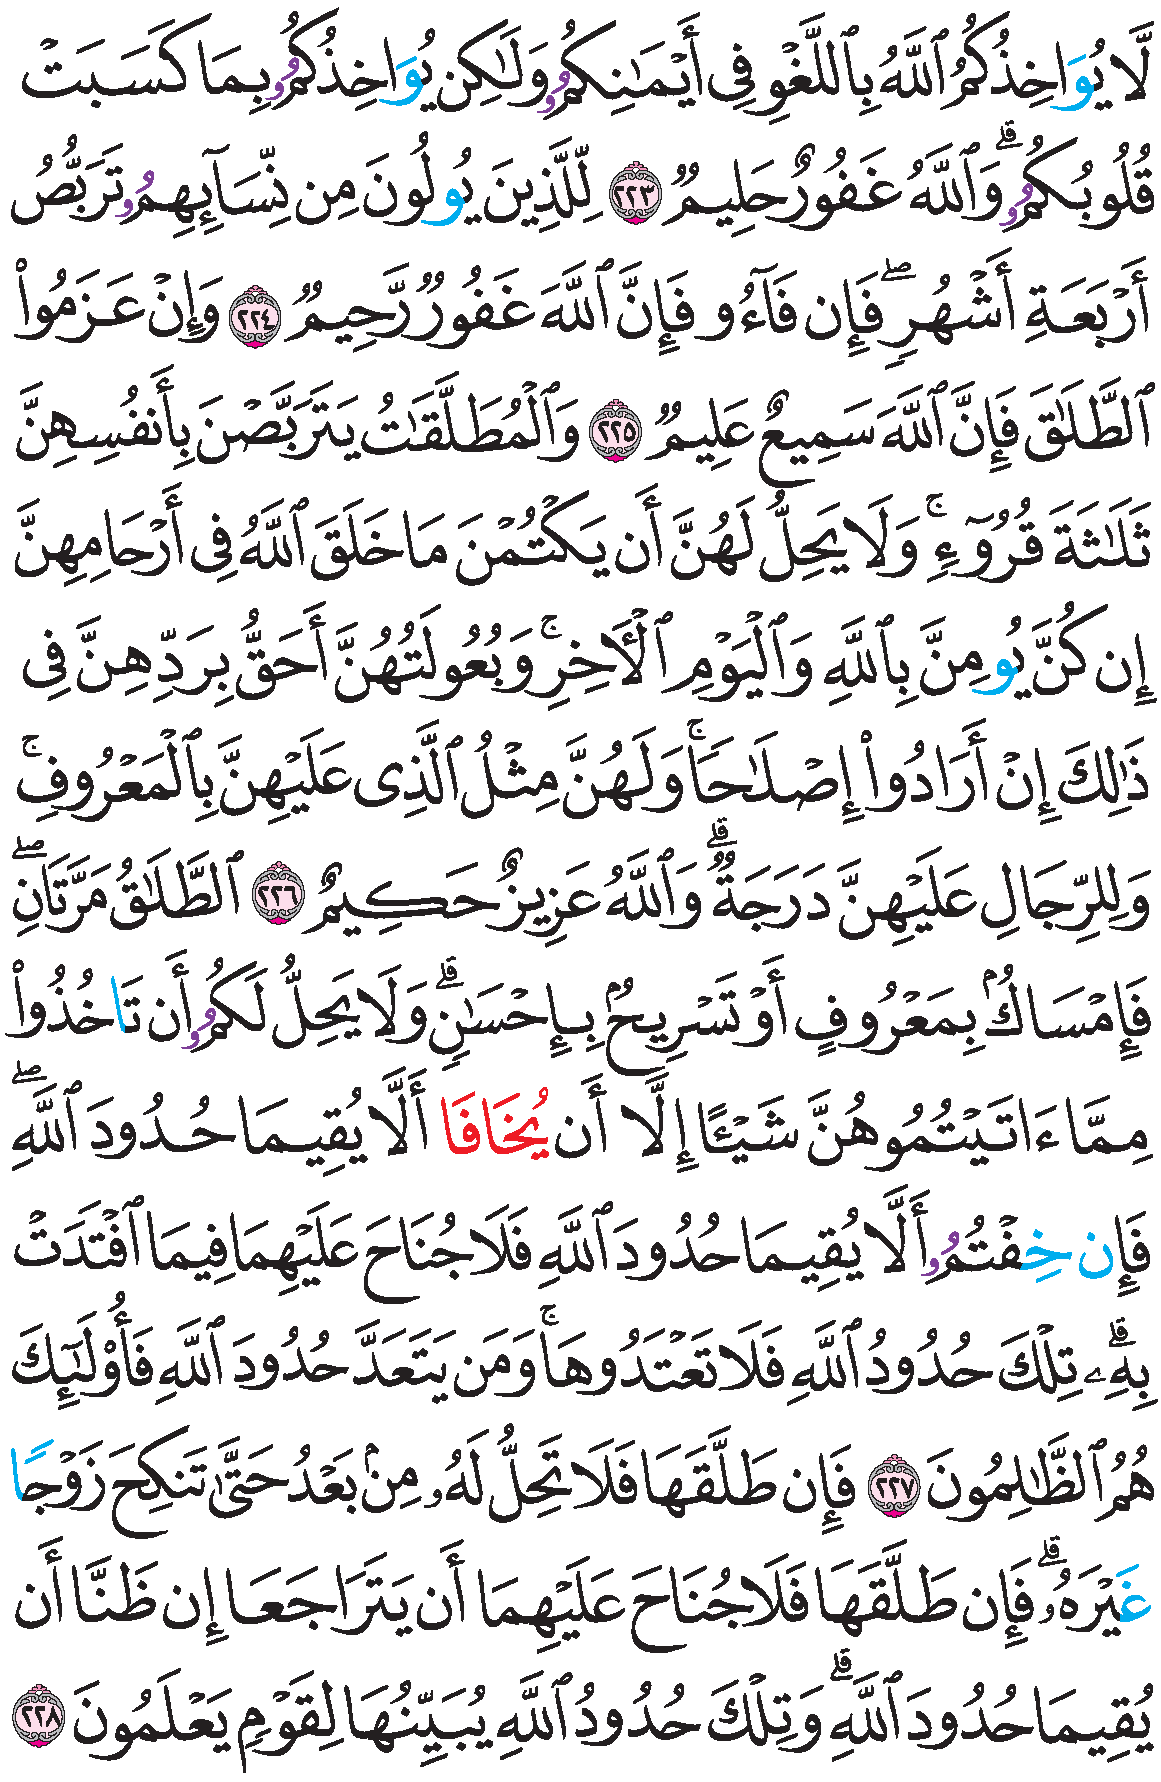 لَّا يُوَاخِذُكُمُ ٱللَّهُ بِٱللَّغْوِ فِى أَيْمَٰنِكُمُۥ وَلَٰكِن يُوَاخِذُكُمُۥ بِمَا كَسَبَتْ
قُلُوبُكُمُۥ ۗ وَٱللَّهُ غَفُورٌ حَلِيمٌ ٢٢٣ لِّلَّذِينَ يُولُونَ مِن نِّسَآئِهِمُۥ تَرَبُّصُ
أَرْبَعَةِ أَشْهُرٍ ۖ فَإِن فَآءُو فَإِنَّ ٱللَّهَ غَفُورٌ رَّحِيمٌ ٢٢٤ وَإِنْ عَزَمُوا۟
ٱلطَّلَٰقَ فَإِنَّ ٱللَّهَ سَمِيعٌ عَلِيمٌ ٢٢٥ وَٱلْمُطَلَّقَٰتُ يَتَرَبَّصْنَ بِأَنفُسِهِنَّ
ثَلَٰثَةَ قُرُوٓءٍ ۚ وَلَا يَحِلُّ لَهُنَّ أَن يَكْتُمْنَ مَا خَلَقَ ٱللَّهُ فِى أَرْحَامِهِنَّ
إِن كُنَّ يُومِنَّ بِٱللَّهِ وَٱلْيَوْمِ ٱلْأَخِرِ ۚ وَبُعُولَتُهُنَّ أَحَقُّ بِرَدِّهِنَّ فِى
ذَٰلِكَ إِنْ أَرَادُوا۟ إِصْلَٰحًا ۚ وَلَهُنَّ مِثْلُ ٱلَّذِى عَلَيْهِنَّ بِٱلْمَعْرُوفِ ۚ
وَلِلرِّجَالِ عَلَيْهِنَّ دَرَجَةٌ ۗ وَٱللَّهُ عَزِيزٌ حَكِيمٌ ٢٢٦ ٱلطَّلَٰقُ مَرَّتَانِ ۖ
فَإِمْسَاكٌۢ بِمَعْرُوفٍ أَوْ تَسْرِيحٌۢ بِإِحْسَٰنٍ ۗ وَلَا يَحِلُّ لَكُمُۥ أَن تَاخُذُوا۟
مِمَّا ءَاتَيْتُمُوهُنَّ شَيْـًٔا إِلَّا أَن يُخَافَا أَلَّا يُقِيمَا حُدُودَ ٱللَّهِ ۖ
فَإِن خِفْتُمُۥ أَلَّا يُقِيمَا حُدُودَ ٱللَّهِ فَلَا جُنَاحَ عَلَيْهِمَا فِيمَا ٱفْتَدَتْ
بِهِۦ ۗ تِلْكَ حُدُودُ ٱللَّهِ فَلَا تَعْتَدُوهَا ۚ وَمَن يَتَعَدَّ حُدُودَ ٱللَّهِ فَأُو۟لَٰٓئِكَ
هُمُ ٱلظَّٰلِمُونَ ٢٢٧ فَإِن طَلَّقَهَا فَلَا تَحِلُّ لَهُۥ مِنۢ بَعْدُ حَتَّىٰ تَنكِحَ زَوْجًا
غَيْرَهُۥ ۗ فَإِن طَلَّقَهَا فَلَا جُنَاحَ عَلَيْهِمَا أَن يَتَرَاجَعَا إِن ظَنَّا أَن
يُقِيمَا حُدُودَ ٱللَّهِ ۗ وَتِلْكَ حُدُودُ ٱللَّهِ يُبَيِّنُهَا لِقَوْمٍ يَعْلَمُونَ ٢٢٨